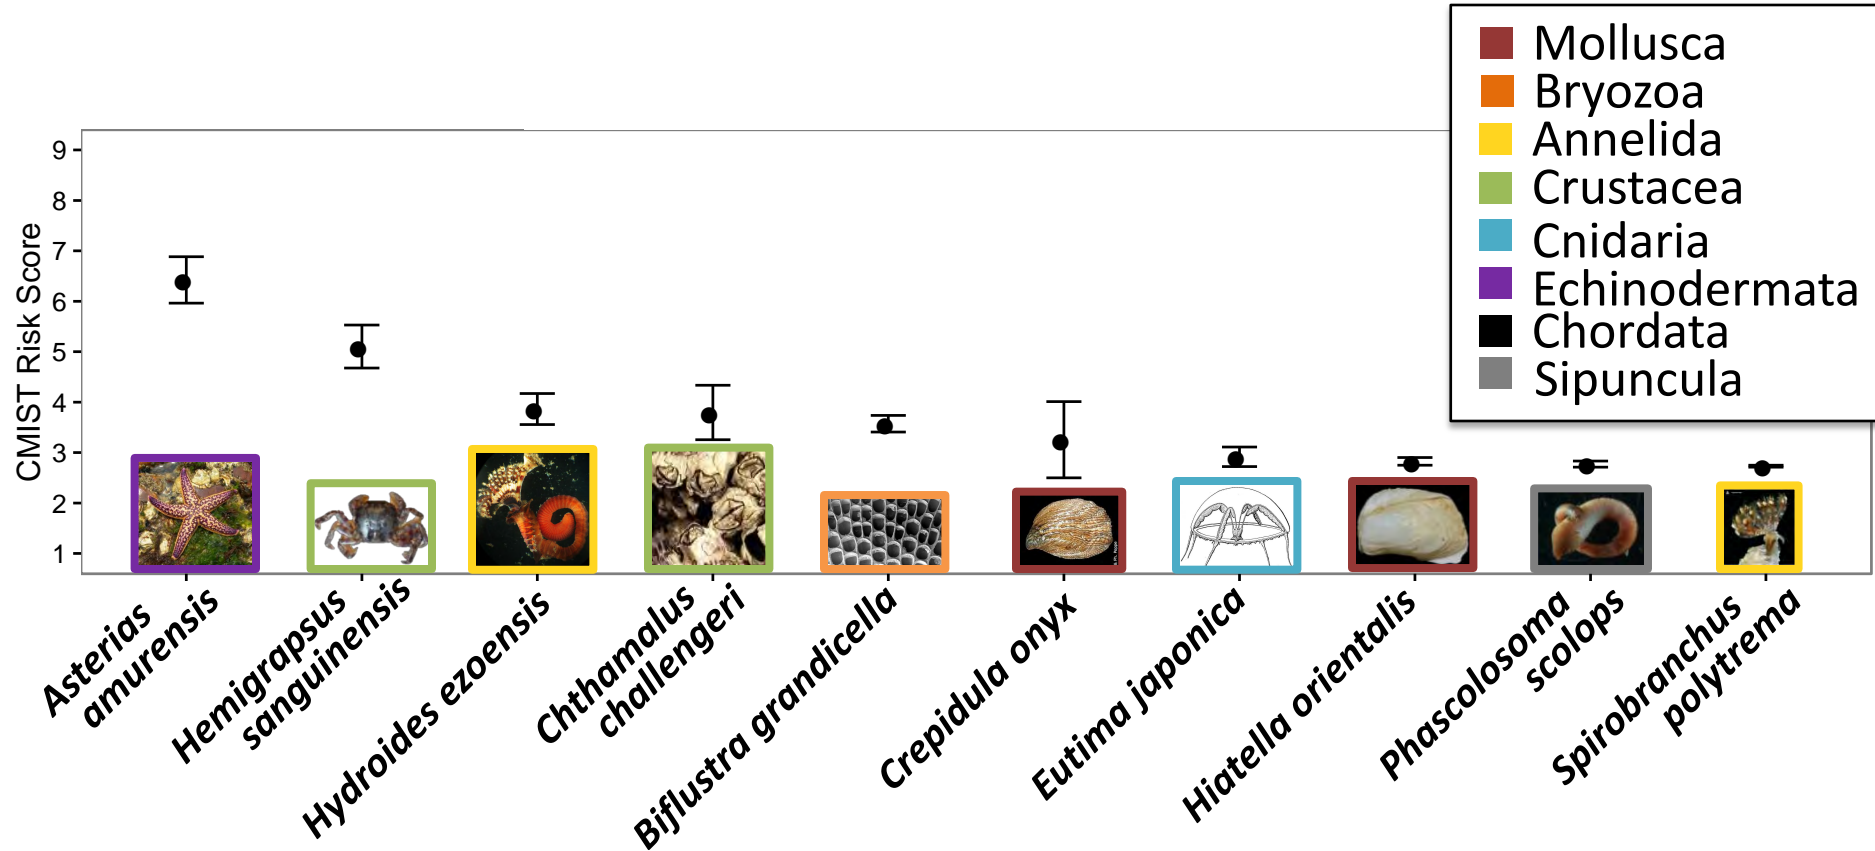 Mollusca
Bryozoa
Annelida
Crustacea
Cnidaria
Echinodermata
Chordata
Sipuncula
CMIST Risk Score
9
8
7
6
5
4
3
2
1
Asterias
amurensis
Hemigrapsus
sanguinensis
Hydroides ezoensis
Chthamalus
challengeri
Biflustra grandicella
Crepidula onyx
Eutima japonica
Hiatella orientalis
Phascolosoma
scolops
Spirobranchus
polytrema